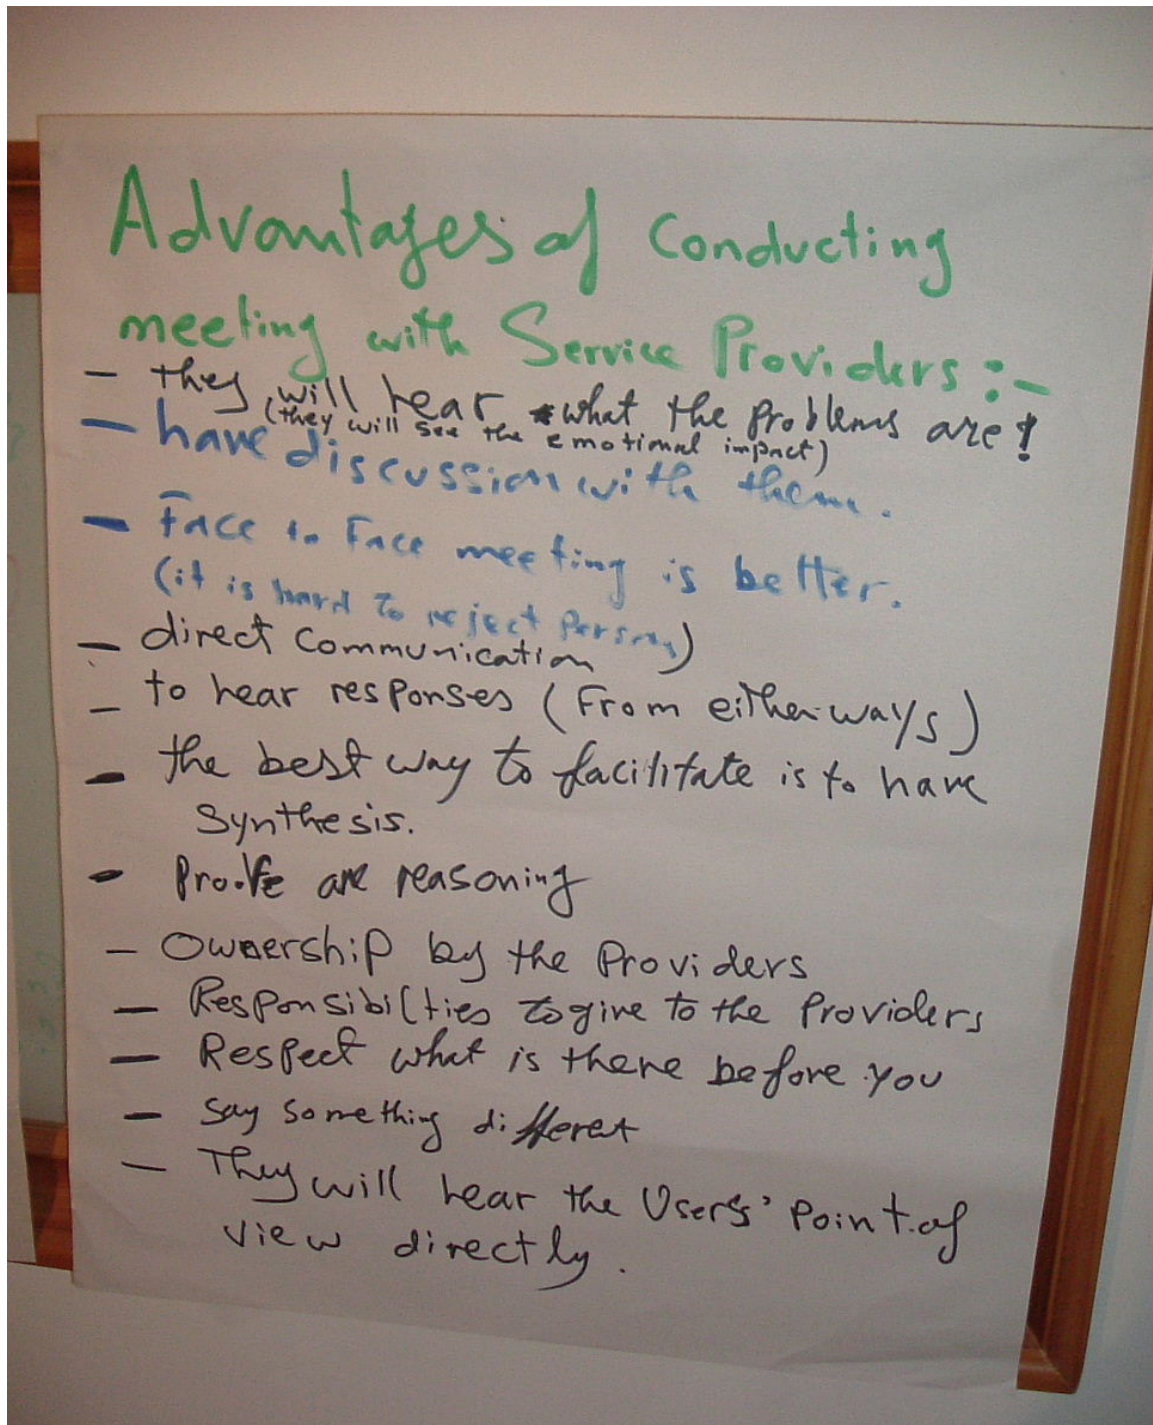 Advantages of Conducting
meeting with Service Providers :-
- they will hear what the problems are!
(they will see the emotional impact)
- have discussion with them.
- Face to Face meeting is better.
(it is hard to reject person)
- direct communication
- to hear responses (From either ways)
- the best way to facilitate is to have
synthesis.
- reasoning
- Ownership by the Providers
- Responsibilties to give to the Providers
- Respect what is there before you
- Say something different
- They will hear the Users' Point of
view directly.